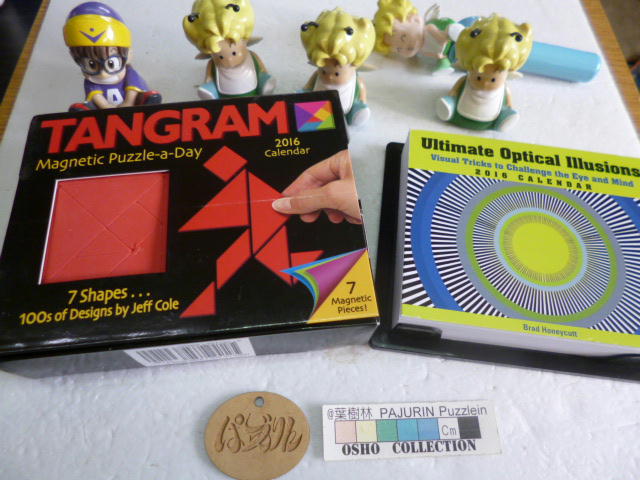 A
TANGRAM
Magnetic Puzzle-a-Day
2016
Calendar
7 Shapes . . .
100s of Designs by Jeff Cole
7
Magnetic
Pieces!
Ultimate Optical Illusions
Visual Tricks to Challenge the Eye and Mind
2016 CALENDAR
Brad Honeycutt
ぱずりん
@葉樹林 PAJURIN Puzzlein
Cm
OSHO COLLECTION